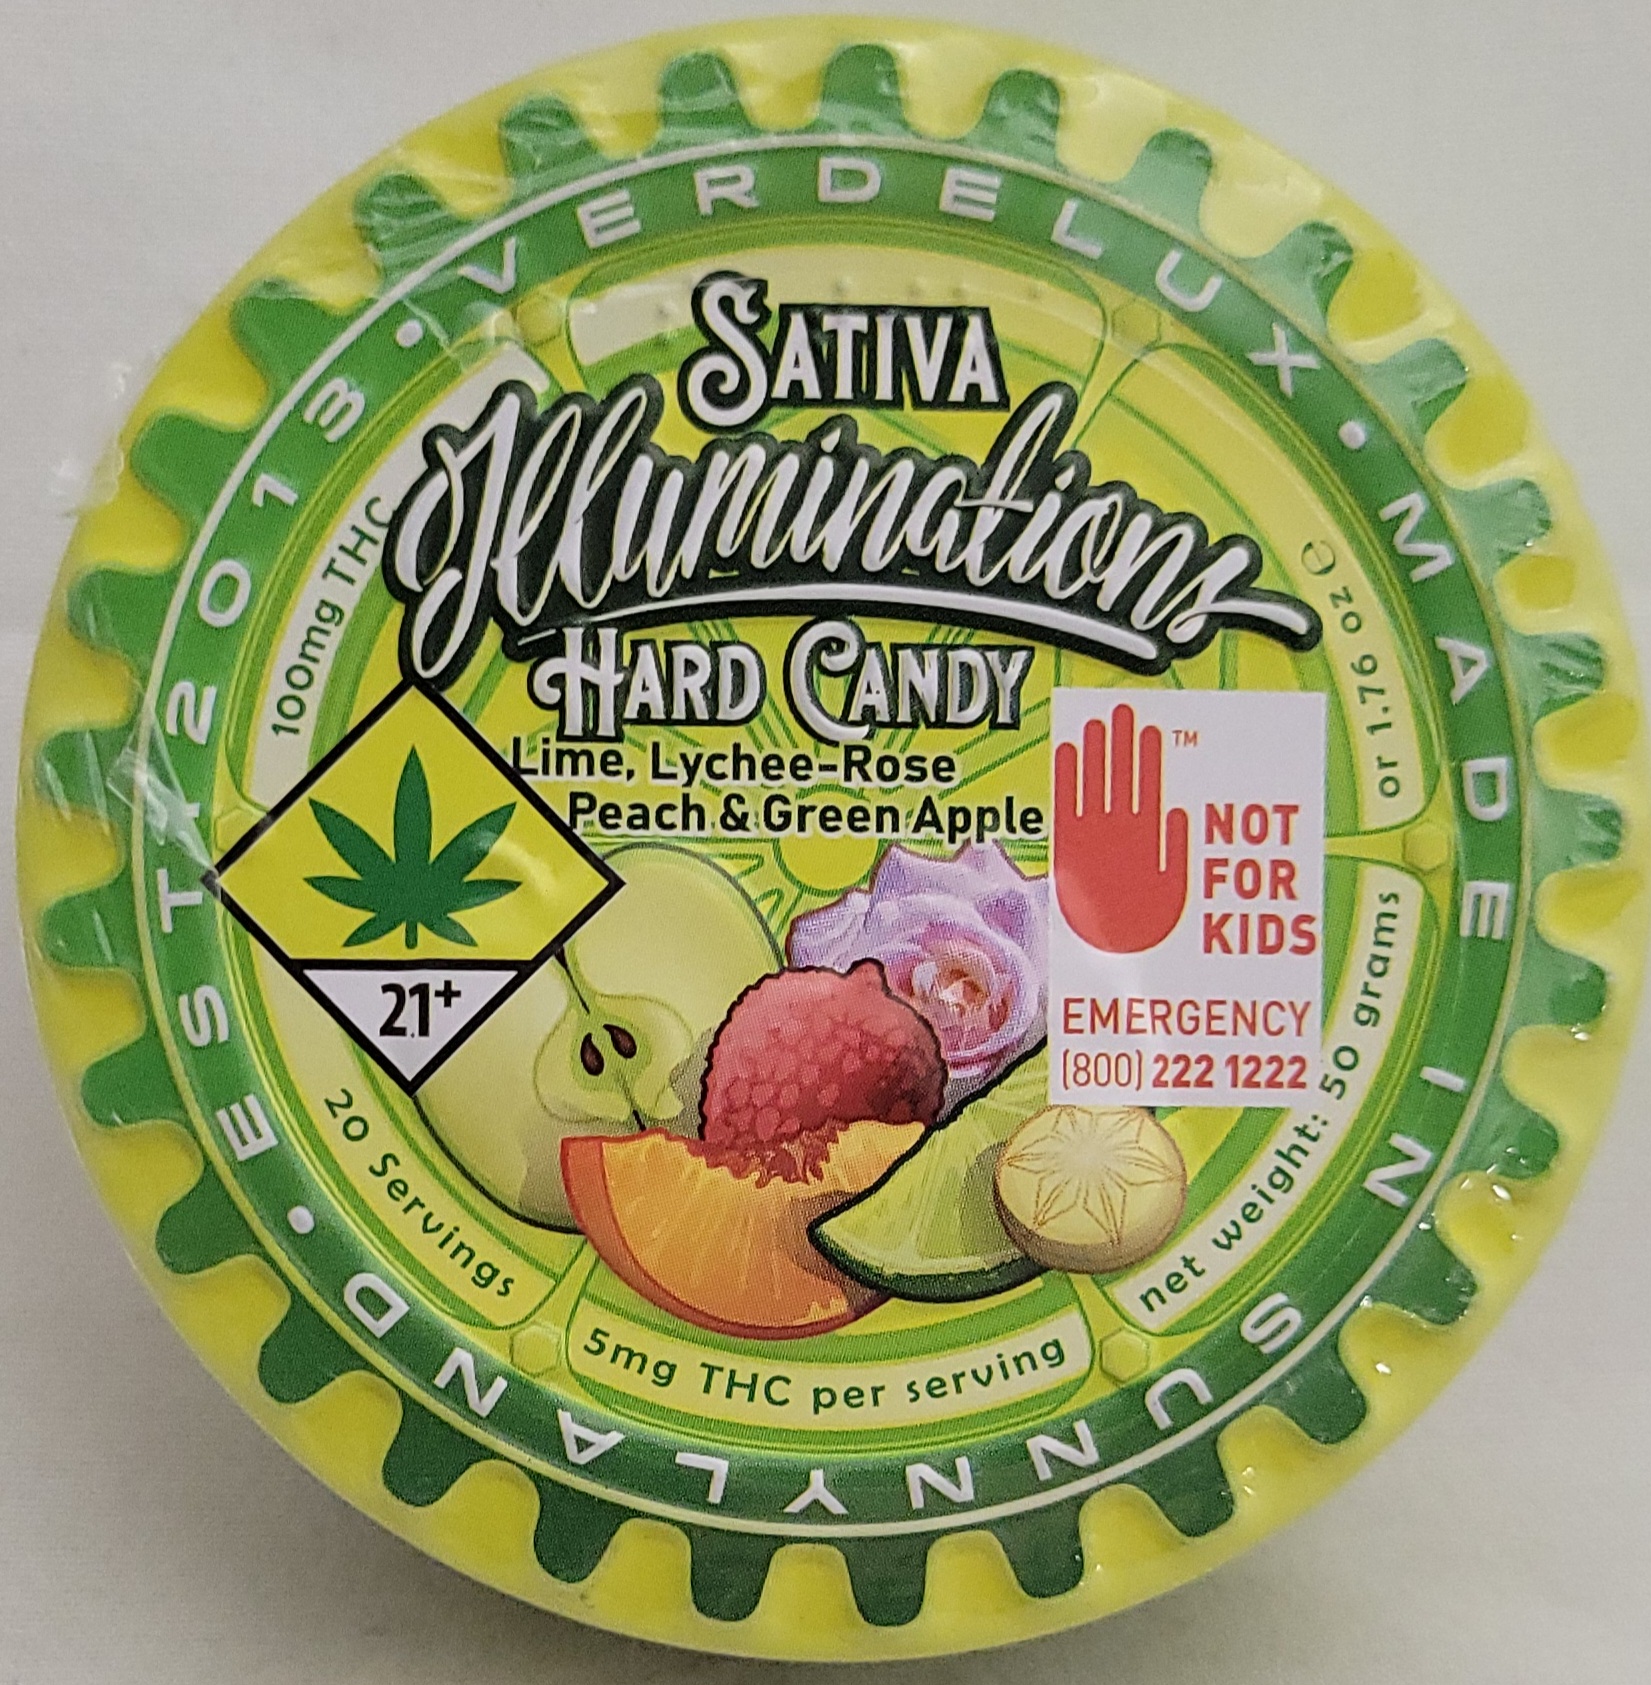 VERDELUX • MADE IN SUNNYLAND • EST. 2013 •
SATIVA
Illuminations
HARD CANDY
Lime, Lychee-Rose
Peach & Green Apple
100mg THC
21+
20 Servings
5mg THC per serving
net weight: 50 grams
or 1.76 oz e
TM
NOT
FOR
KIDS
EMERGENCY
(800) 222 1222